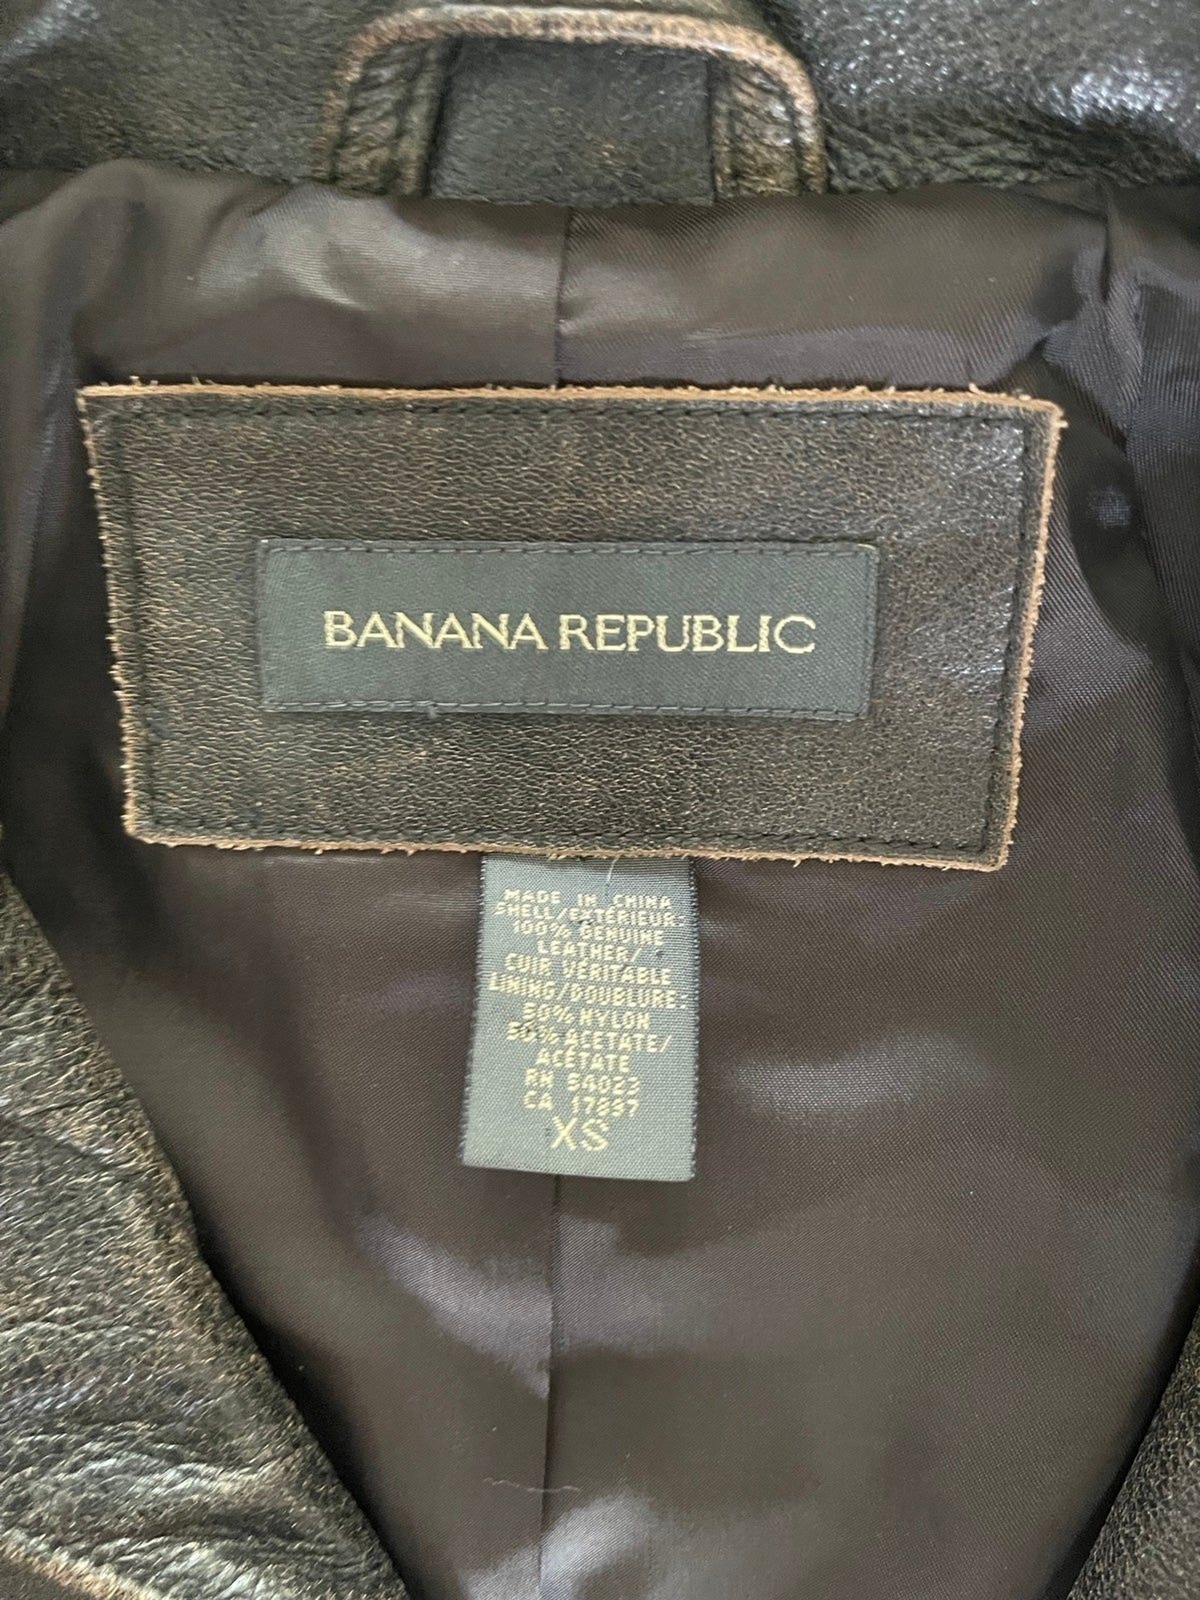 BANANA REPUBLIC
MADE IN CHINA
SHELL/EXTÉRIEUR:
100% GENUINE
LEATHER/
CUIR VÉRITABLE
LINING/DOUBLURE:
50% NYLON
50% ACETATE/
ACÉTATE
RN 54023
CA 17897
XS